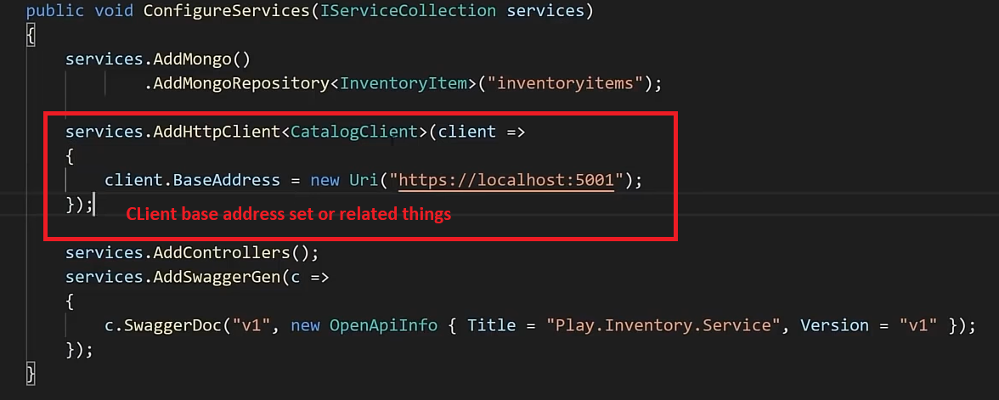 public void ConfigureServices(IServiceCollection services)
{
services.AddMongo()
.AddMongoRepository<InventoryItem>("inventoryitems");
services.AddHttpClient<CatalogClient>(client =>
{
client.BaseAddress = new Uri("https://localhost:5001");
});
CLient base address set or related things
services.AddControllers();
services.AddSwaggerGen(c =>
{
c.SwaggerDoc("v1", new OpenApiInfo { Title = "Play.Inventory.Service", Version = "v1" });
});
}